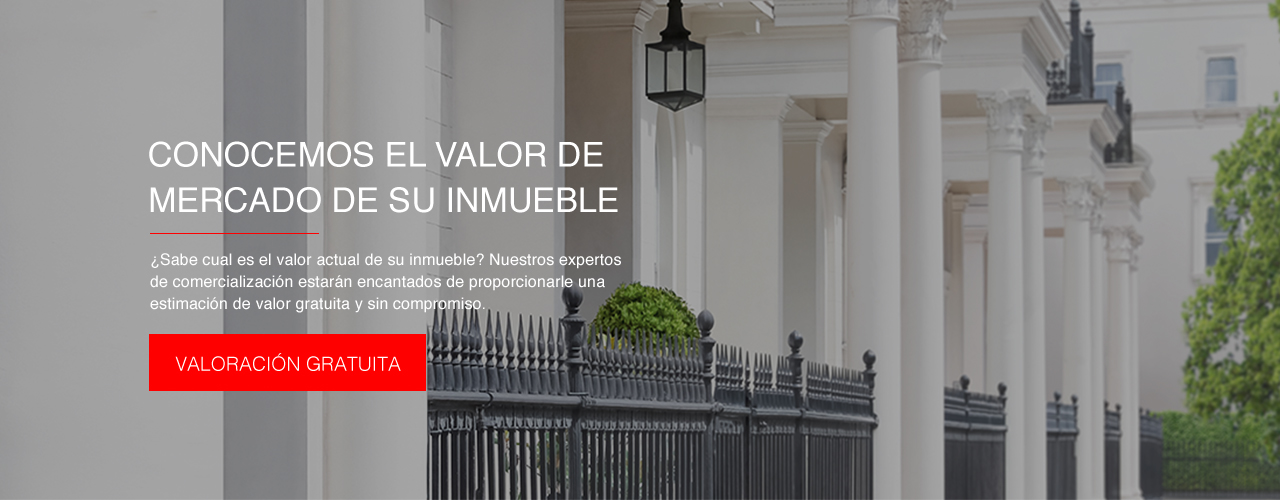 CONOCEMOS EL VALOR DE
MERCADO DE SU INMUEBLE
¿Sabe cual es el valor actual de su inmueble? Nuestros expertos
de comercialización estarán encantados de proporcionarle una
estimación de valor gratuita y sin compromiso.
VALORACIÓN GRATUITA